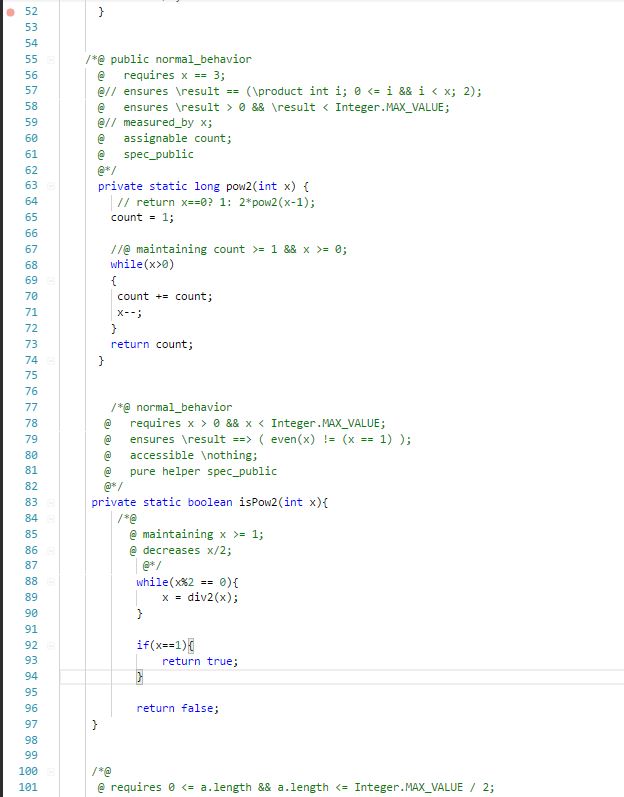 52 }
53
54
55 /*@ public normal_behavior
56 @ requires x == 3;
57 @// ensures \result == (\product int i; 0 <= i && i < x; 2);
58 @ ensures \result > 0 && \result < Integer.MAX_VALUE;
59 @// measured_by x;
60 @ assignable count;
61 @ spec_public
62 @*/
63 private static long pow2(int x) {
64 // return x==0? 1: 2*pow2(x-1);
65 count = 1;
66
67 //@ maintaining count >= 1 && x >= 0;
68 while(x>0)
69 {
70 count += count;
71 x--;
72 }
73 return count;
74 }
75
76
77 /*@ normal_behavior
78 @ requires x > 0 && x < Integer.MAX_VALUE;
79 @ ensures \result ==> ( even(x) != (x == 1) );
80 @ accessible \nothing;
81 @ pure helper spec_public
82 @*/
83 private static boolean isPow2(int x){
84 /*@
85 @ maintaining x >= 1;
86 @ decreases x/2;
87 @*/
88 while(x%2 == 0){
89 x = div2(x);
90 }
91
92 if(x==1){
93 return true;
94 }
95
96 return false;
97 }
98
99
100 /*@
101 @ requires 0 <= a.length && a.length <= Integer.MAX_VALUE / 2;